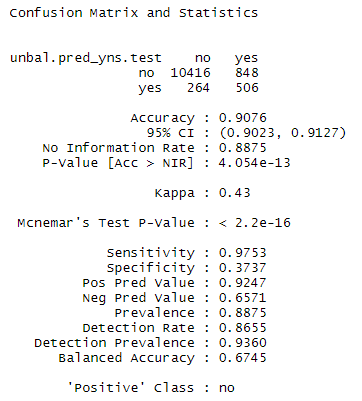 Confusion Matrix and Statistics
unbal.pred_yns.test no yes
no 10416 848
yes 264 506
Accuracy : 0.9076
95% CI : (0.9023, 0.9127)
No Information Rate : 0.8875
P-Value [Acc > NIR] : 4.054e-13
Kappa : 0.43
Mcnemar's Test P-Value : < 2.2e-16
Sensitivity : 0.9753
Specificity : 0.3737
Pos Pred Value : 0.9247
Neg Pred Value : 0.6571
Prevalence : 0.8875
Detection Rate : 0.8655
Detection Prevalence : 0.9360
Balanced Accuracy : 0.6745
'Positive' Class : no